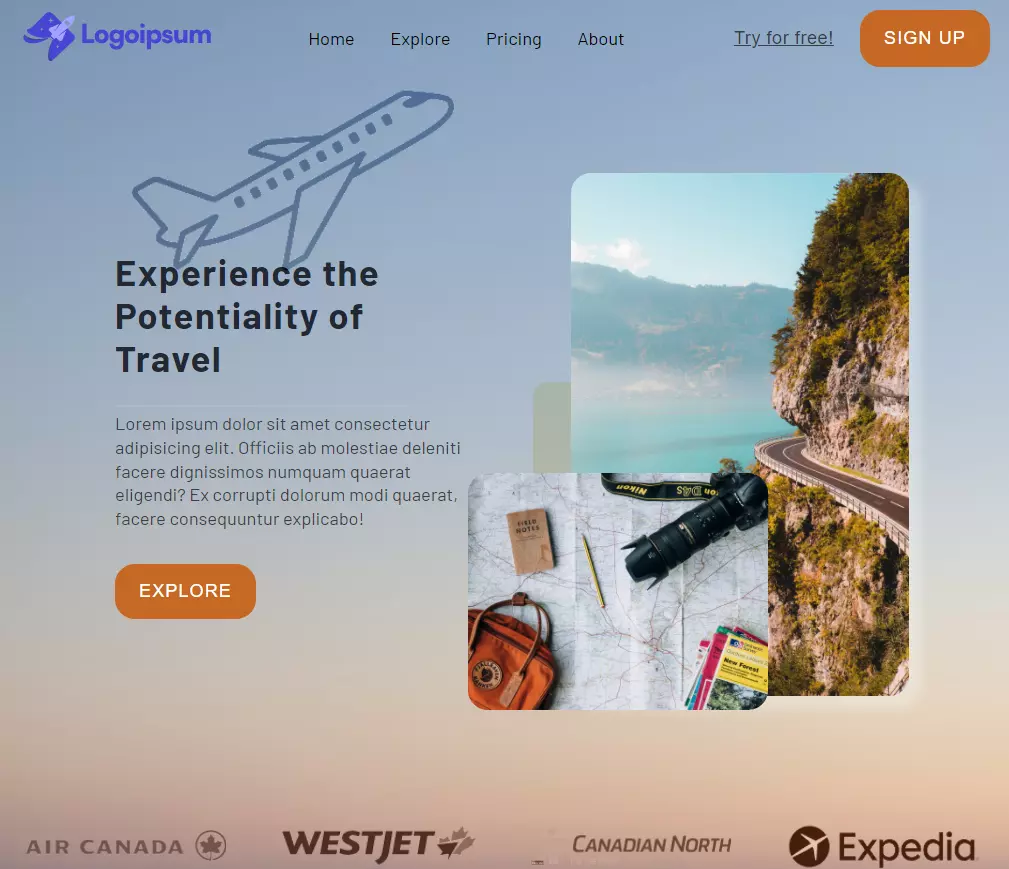 Logoipsum
Home
Explore
Pricing
About
Try for free!
SIGN UP
Experience the
Potentiality of
Travel
Lorem ipsum dolor sit amet consectetur
adipisicing elit. Officiis ab molestiae deleniti
facere dignissimos numquam quaerat
eligendi? Ex corrupti dolorum modi quaerat,
facere consequuntur explicabo!
EXPLORE
Nikon
D4S
FIELD
NOTES
New Forest
AIR CANADA
WESTJET
CANADIAN NORTH
Expedia